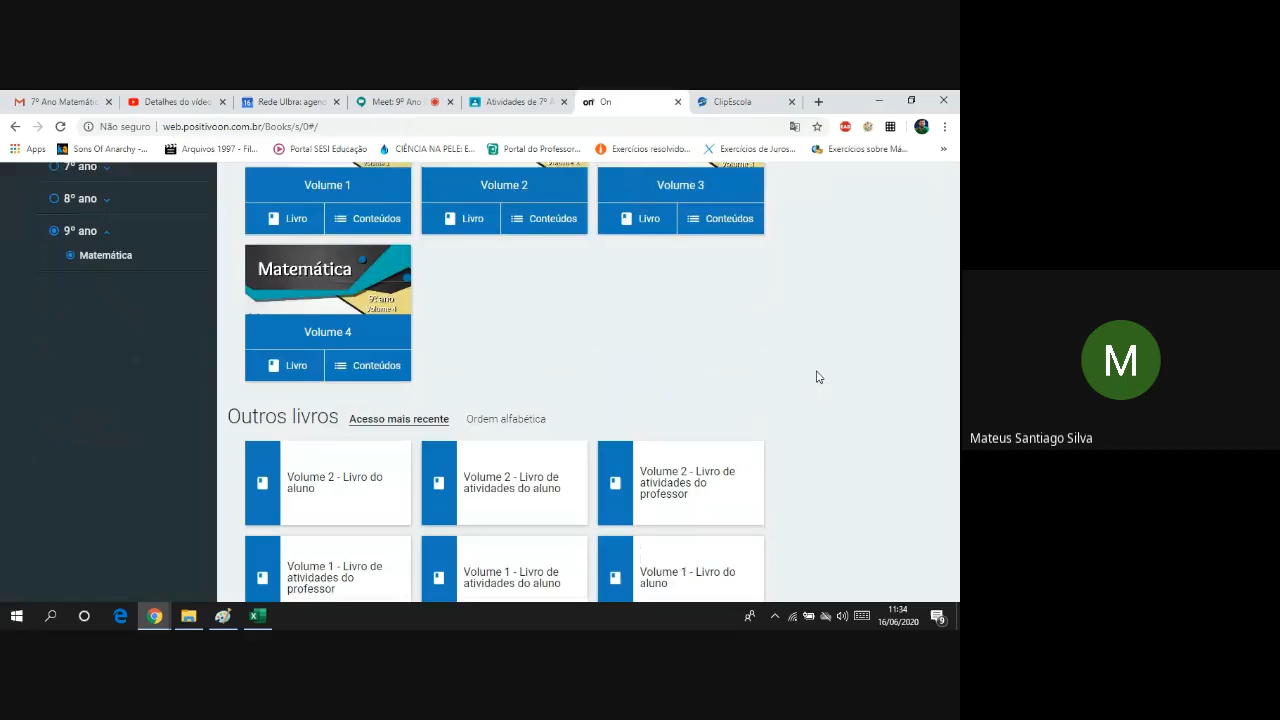 7º Ano Matemátic
Detalhes do vídeo
Rede Ulbra: agen
Meet: 9º Ano
Atividades de 7º A
On
ClipEscola
Não seguro
web.positivoon.com.br/Books/s/0#/
Apps
Sons Of Anarchy -...
Arquivos 1997 - Fil...
Portal SESI Educação
CIÊNCIA NA PELE: E...
Portal do Professor...
Exercícios resolvido...
Exercícios de Juros...
Exercícios sobre Má...
7º ano
8º ano
9º ano
Matemática
Volume 1
Volume 2
Volume 3
Livro
Conteúdos
Livro
Conteúdos
Livro
Conteúdos
Matemática
9º ano
Volume 4
Volume 4
Livro
Conteúdos
Outros livros
Acesso mais recente
Ordem alfabética
Volume 2 - Livro do
aluno
Volume 2 - Livro de
atividades do aluno
Volume 2 - Livro de
atividades do
professor
Volume 1 - Livro de
atividades do
professor
Volume 1 - Livro de
atividades do aluno
Volume 1 - Livro do
aluno
11:34
16/06/2020
M
Mateus Santiago Silva